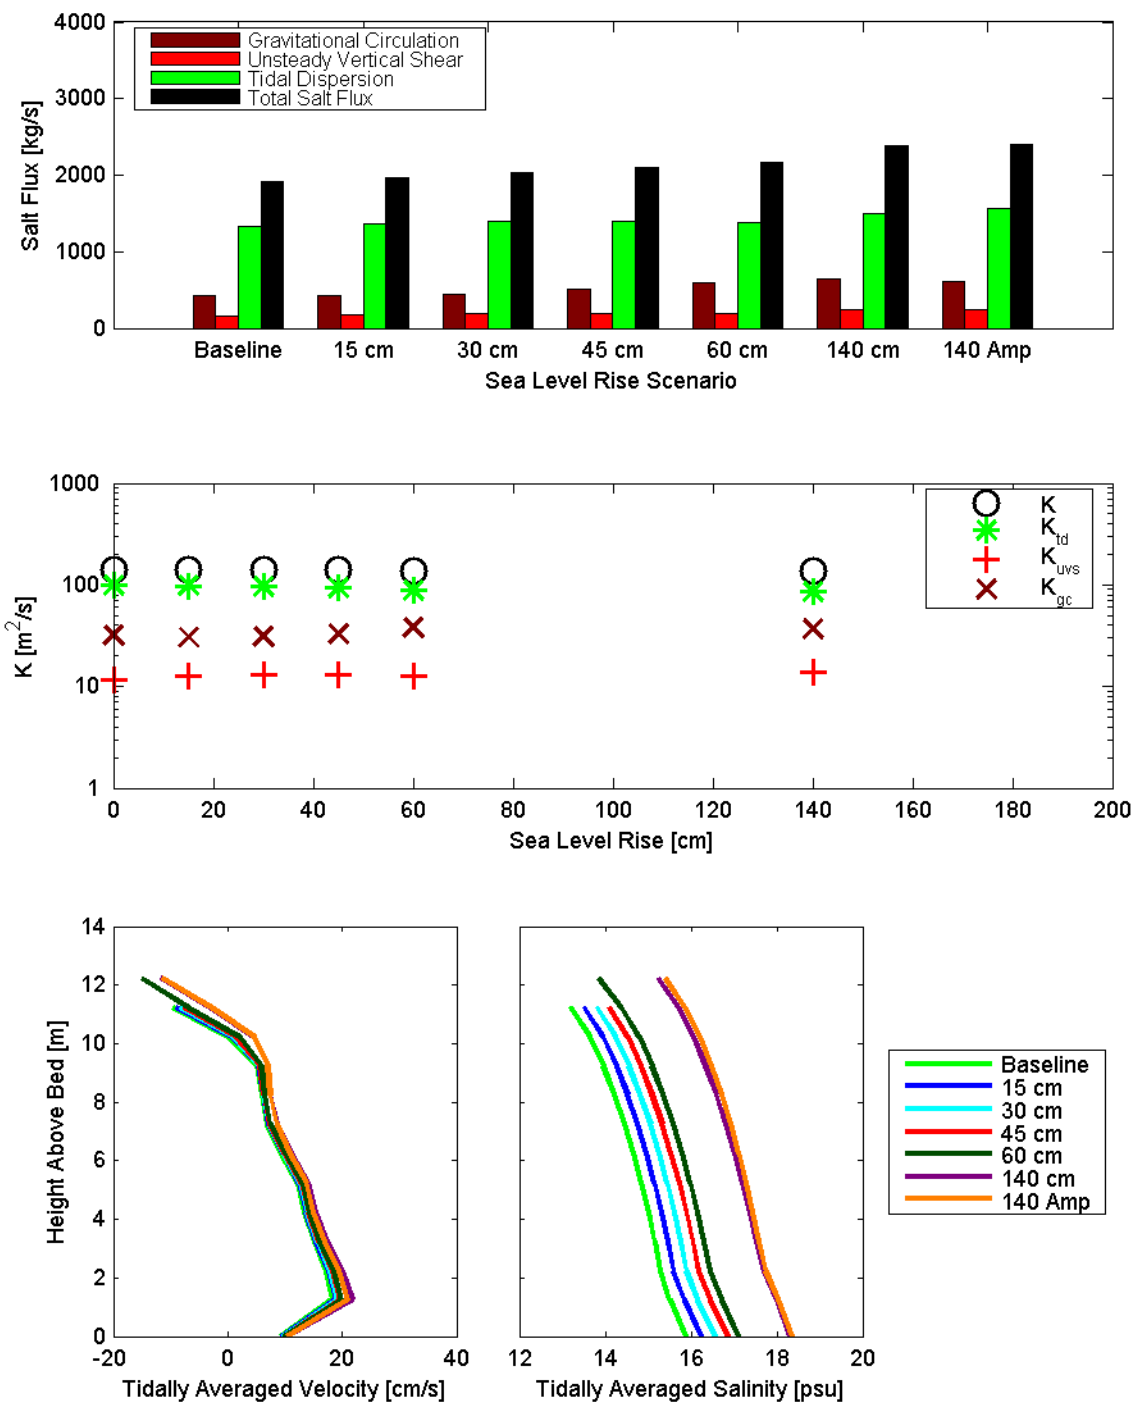 4000
3000
2000
1000
0
Salt Flux [kg/s]
Gravitational Circulation
Unsteady Vertical Shear
Tidal Dispersion
Total Salt Flux
Baseline 15 cm 30 cm 45 cm 60 cm 140 cm 140 Amp
Sea Level Rise Scenario
1000
100
10
1
K [m2/s]
K
Ktd
Kuvs
Kgc
0 20 40 60 80 100 120 140 160 180 200
Sea Level Rise [cm]
14
12
10
8
6
4
2
0
Height Above Bed [m]
-20 0 20 40
Tidally Averaged Velocity [cm/s]
12 14 16 18 20
Tidally Averaged Salinity [psu]
Baseline
15 cm
30 cm
45 cm
60 cm
140 cm
140 Amp